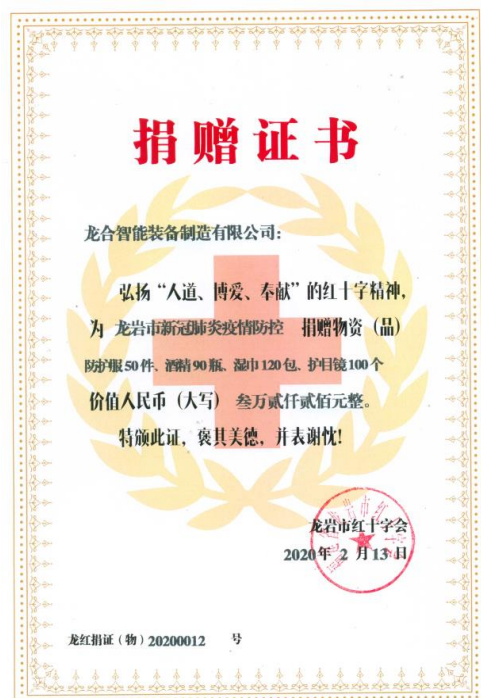 捐赠证书
龙合智能装备制造有限公司：
弘扬“人道、博爱、奉献”的红十字精神，
为 龙岩市新冠肺炎疫情防控 捐赠物资（品）
防护服50件、酒精90瓶、湿巾120包、护目镜100个
价值人民币（大写） 叁万贰仟贰佰元整。
特颁此证，褒其美德，并表谢忱！
龙岩市红十字会
2020年 2 月13 日
龙红捐证（物）20200012 号